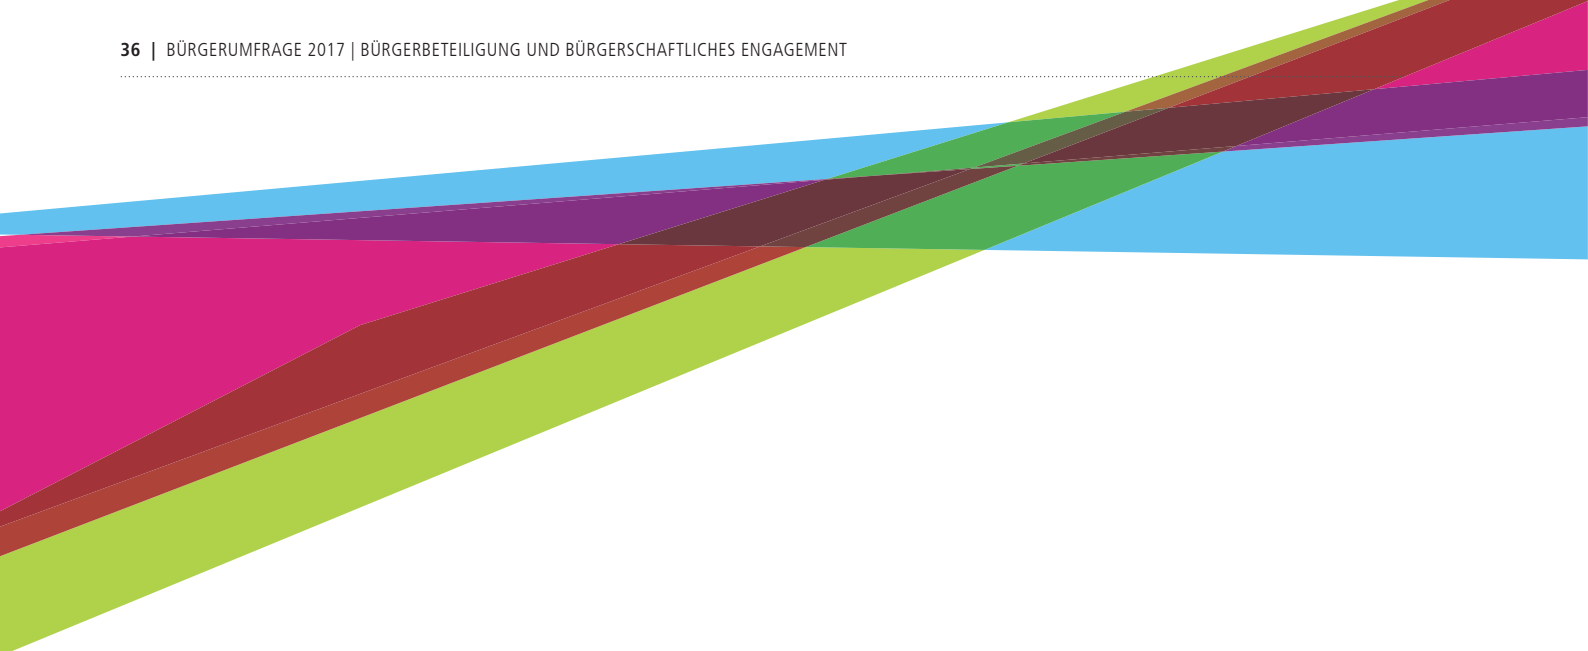 36 | BÜRGERUMFRAGE 2017 | BÜRGERBETEILIGUNG UND BÜRGERSCHAFTLICHES ENGAGEMENT